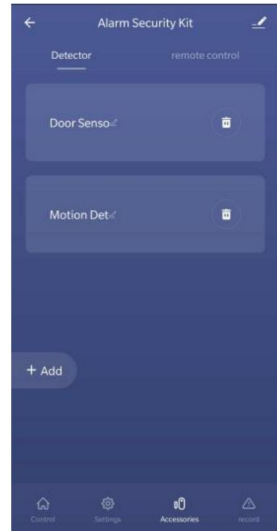 Alarm Security Kit
Detector remote control
Door Senso
Motion Det
+ Add
Control Settings Accessories record